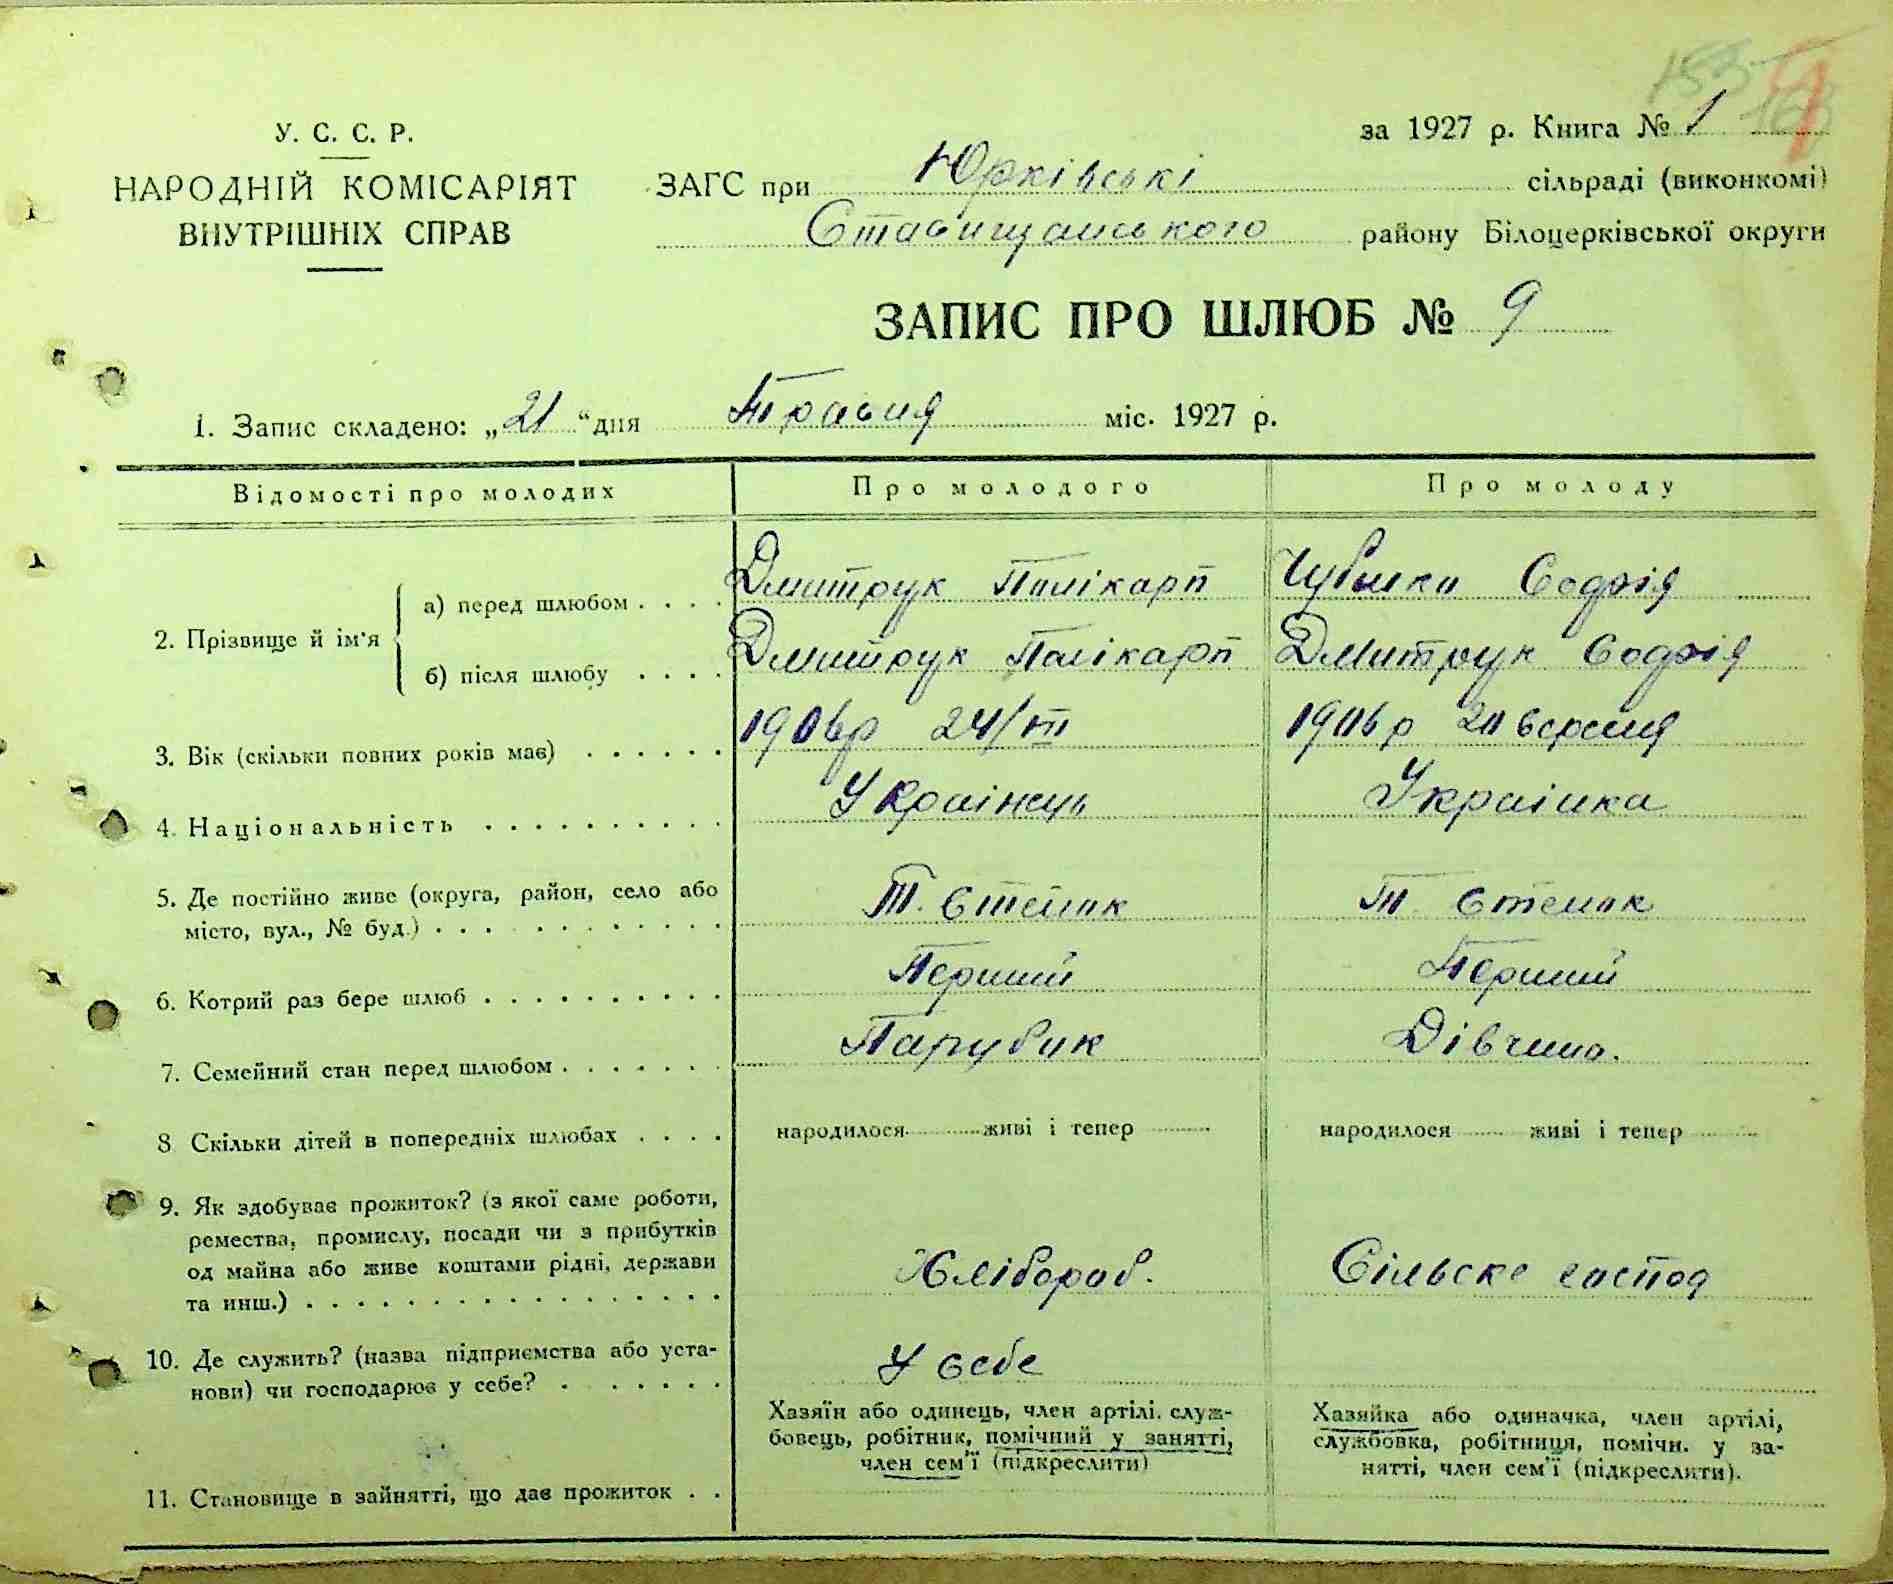 У. С. С. Р.
НАРОДНІЙ КОМІСАРІЯТ
ВНУТРІШНІХ СПРАВ
за 1927 р. Книга № 1
ЗАГС при Юрківські сільраді (виконкомі)
Ставищанського району Білоцерківської округи
ЗАПИС ПРО ШЛЮБ № 9
1. Запис складено: „21“ дня Травня міс. 1927 р.
Відомості про молодих
Про молодого
Про молоду
2. Прізвище й ім'я
а) перед шлюбом . . . .
Дмитрук Полікарп
Софія
б) після шлюбу . . . .
Дмитрук Полікарп
Дмитрук Софія
3. Вік (скільки повних років має) . . . . . .
1906р 24/III
1906 р 20 вересня
4. Національність . . . . . . . . . .
Українець
Українка
5. Де постійно живе (округа, район, село або
місто, вул., № буд.) . . . . . . . . . . . .
6. Котрий раз бере шлюб . . . . . . . . . .
Перший
Перший
7. Семейний стан перед шлюбом . . . . . . .
Парубок
Дівчина.
8 Скільки дітей в попередніх шлюбах . . . .
народилося живі і тепер
народилося живі і тепер
9. Як здобуває прожиток? (з якої саме роботи,
ремества, промислу, посади чи з прибутків
од майна або живе коштами рідні, держави
та инш.) . . . . . . . . . . . . . . . . .
Хлібороб.
Сільске господ
10. Де служить? (назва підприємства або уста-
нови) чи господарює у себе? . . . . . . .
У себе
11. Становище в зайнятті, що дає прожиток . .
Хазяїн або одинець, член артілі, служ-
бовець, робітник, помічний у занятті,
член сем'ї (підкреслити)
Хазяйка або одиначка, член артілі,
службовка, робітниця, помічн. у за-
нятті, член сем'ї (підкреслити).